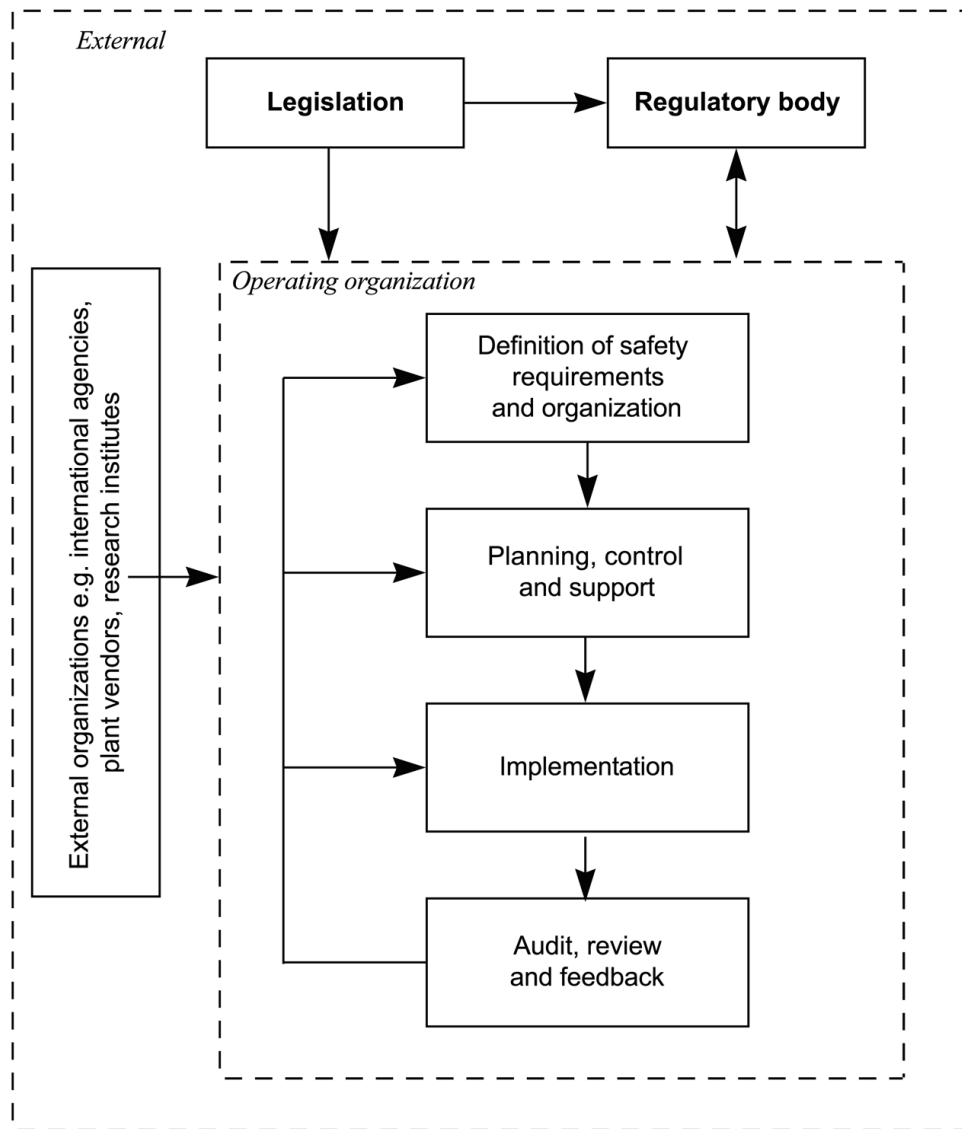 External
Legislation
Regulatory body
Operating organization
External organizations e.g. international agencies,
plant vendors, research institutes
Definition of safety
requirements
and organization
Planning, control
and support
Implementation
Audit, review
and feedback